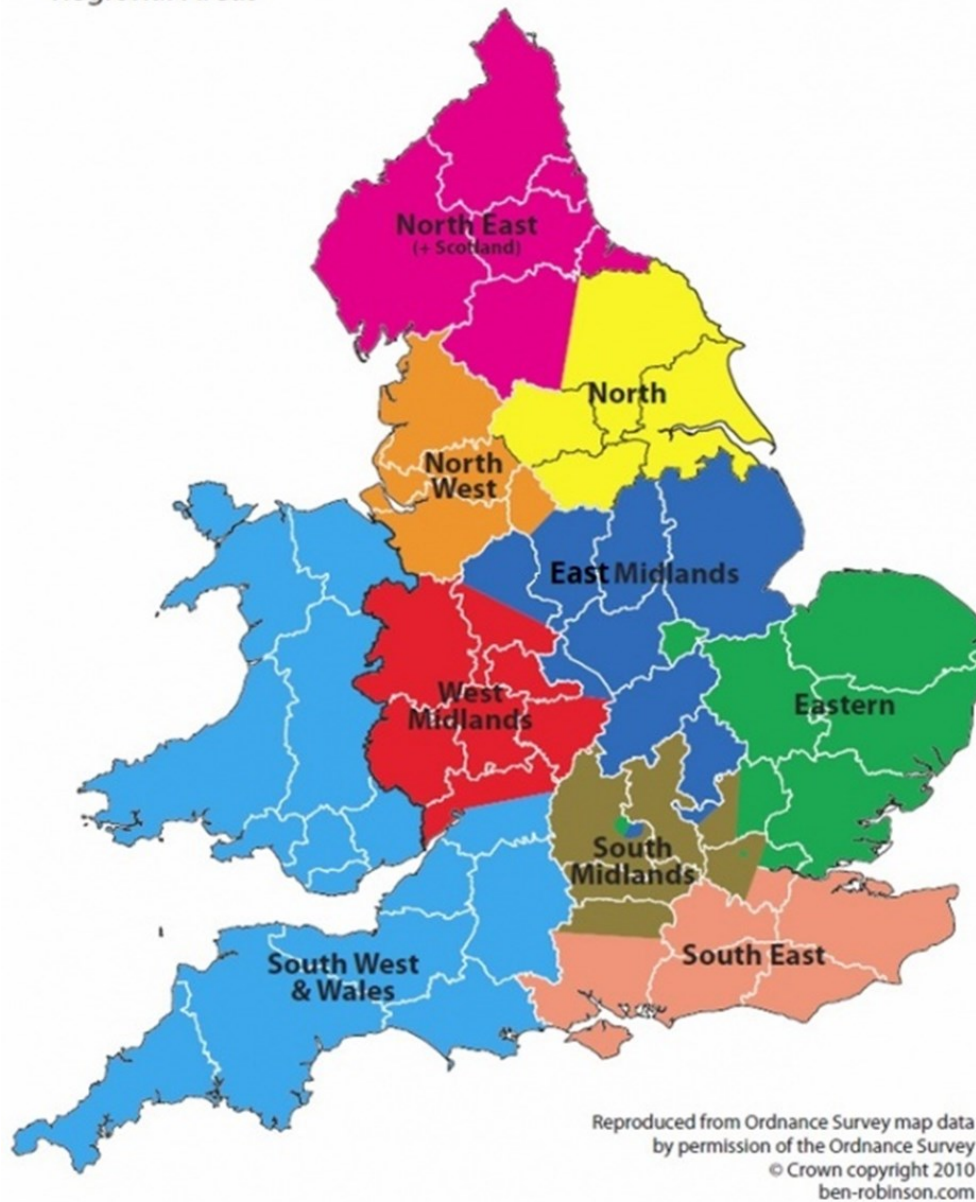 North East
(+ Scotland)
North
North
West
East Midlands
West
Midlands
Eastern
South
Midlands
South East
South West
& Wales
Reproduced from Ordnance Survey map data
by permission of the Ordnance Survey
© Crown copyright 2010
ben-robinson.com